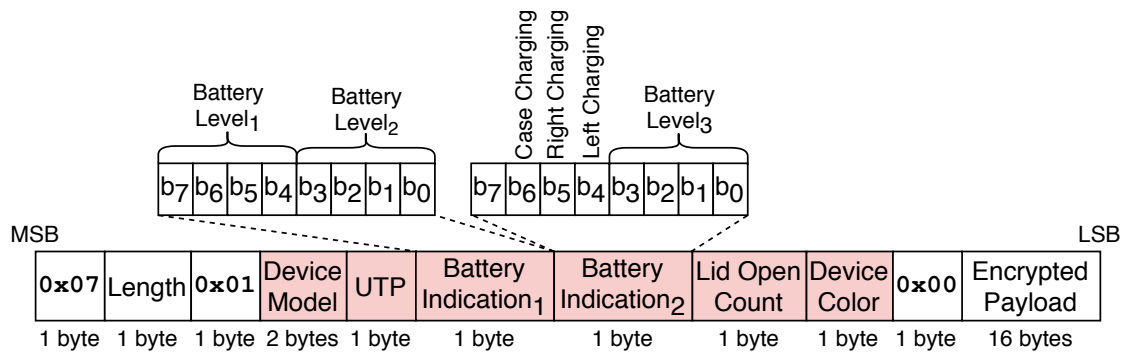 Case Charging
Right Charging
Left Charging
Battery
Level1
Battery
Level2
Battery
Level3
b7 b6 b5 b4 b3 b2 b1 b0
b7 b6 b5 b4 b3 b2 b1 b0
MSB
LSB
0x07
Length
0x01
Device
Model
UTP
Battery
Indication1
Battery
Indication2
Lid Open
Count
Device
Color
0x00
Encrypted
Payload
1 byte 1 byte 1 byte 2 bytes 1 byte 1 byte 1 byte 1 byte 1 byte 1 byte 16 bytes